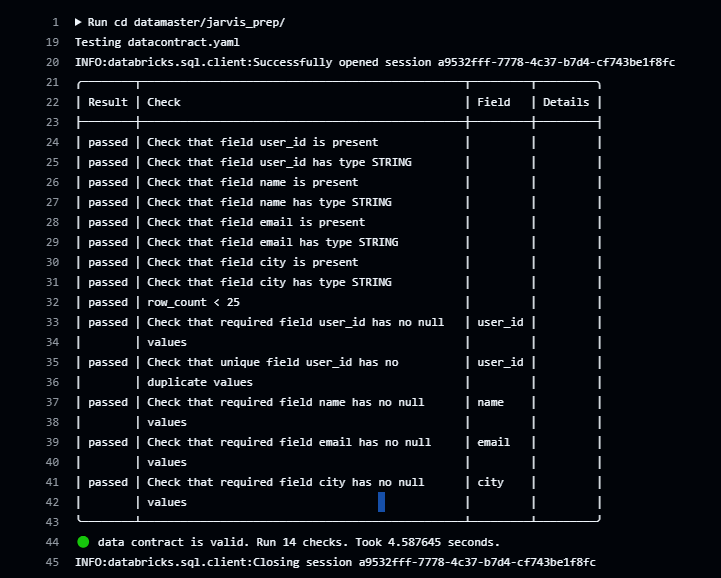 1 ▶ Run cd datamaster/jarvis_prep/
19 Testing datacontract.yaml
20 INFO:databricks.sql.client:Successfully opened session a9532fff-7778-4c37-b7d4-cf743be1f8fc
21
22 | Result | Check | Field | Details |
23
24 | passed | Check that field user_id is present | | |
25 | passed | Check that field user_id has type STRING | | |
26 | passed | Check that field name is present | | |
27 | passed | Check that field name has type STRING | | |
28 | passed | Check that field email is present | | |
29 | passed | Check that field email has type STRING | | |
30 | passed | Check that field city is present | | |
31 | passed | Check that field city has type STRING | | |
32 | passed | row_count < 25 | | |
33 | passed | Check that required field user_id has no null | user_id | |
34 | | values | | |
35 | passed | Check that unique field user_id has no | user_id | |
36 | | duplicate values | | |
37 | passed | Check that required field name has no null | name | |
38 | | values | | |
39 | passed | Check that required field email has no null | email | |
40 | | values | | |
41 | passed | Check that required field city has no null | city | |
42 | | values | | |
43
44 🟢 data contract is valid. Run 14 checks. Took 4.587645 seconds.
45 INFO:databricks.sql.client:Closing session a9532fff-7778-4c37-b7d4-cf743be1f8fc